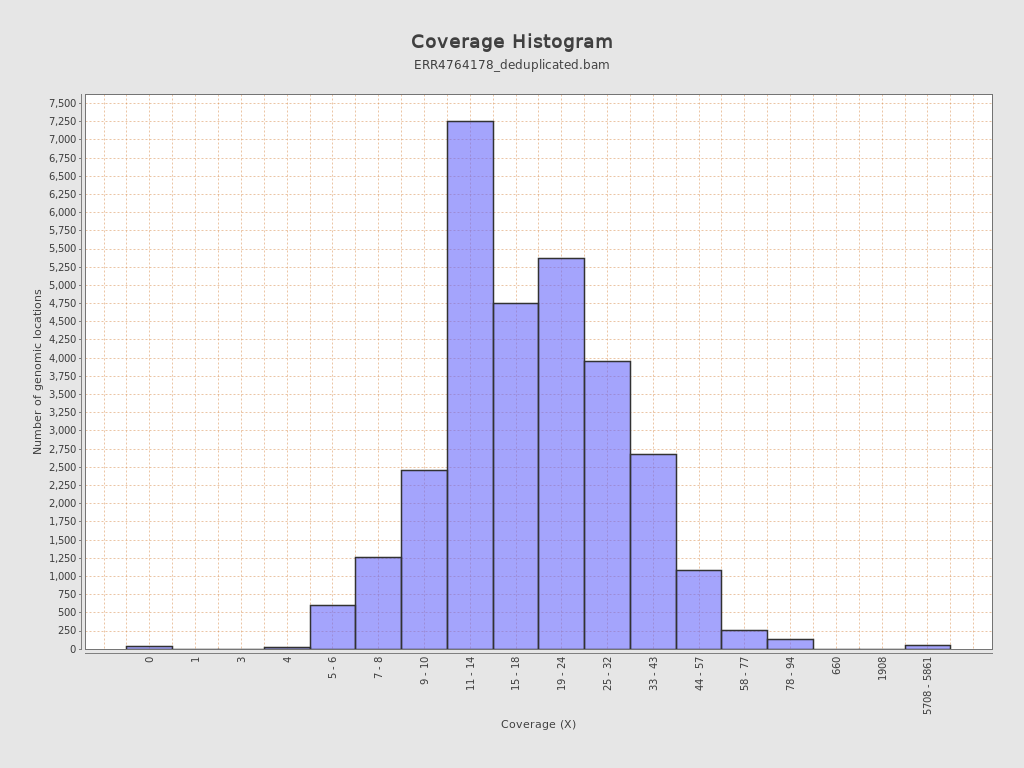 Coverage Histogram
ERR4764178_deduplicated.bam
Number of genomic locations
7,500
7,250
7,000
6,750
6,500
6,250
6,000
5,750
5,500
5,250
5,000
4,750
4,500
4,250
4,000
3,750
3,500
3,250
3,000
2,750
2,500
2,250
2,000
1,750
1,500
1,250
1,000
750
500
250
0
0
1
3
4
5 - 6
7 - 8
9 - 10
11 - 14
15 - 18
19 - 24
25 - 32
33 - 43
44 - 57
58 - 77
78 - 94
660
1908
5708 - 5861
Coverage (X)